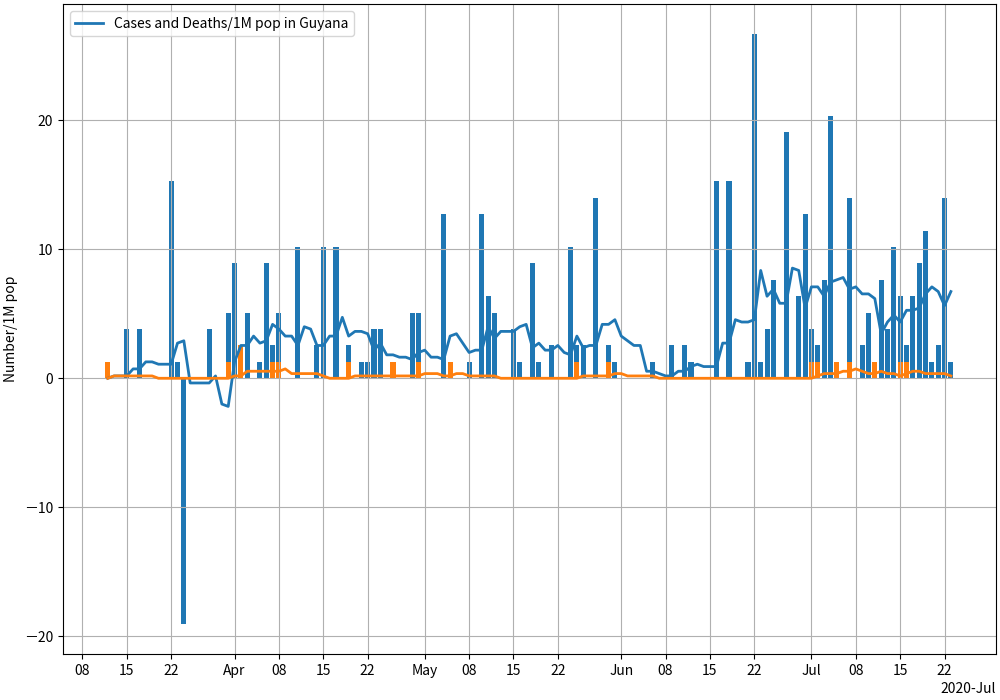 Cases and Deaths/1M pop in Guyana
Number/1M pop
20
10
0
−10
−20
08 15 22 Apr 08 15 22 May 08 15 22 Jun 08 15 22 Jul 08 15 22
2020-Jul